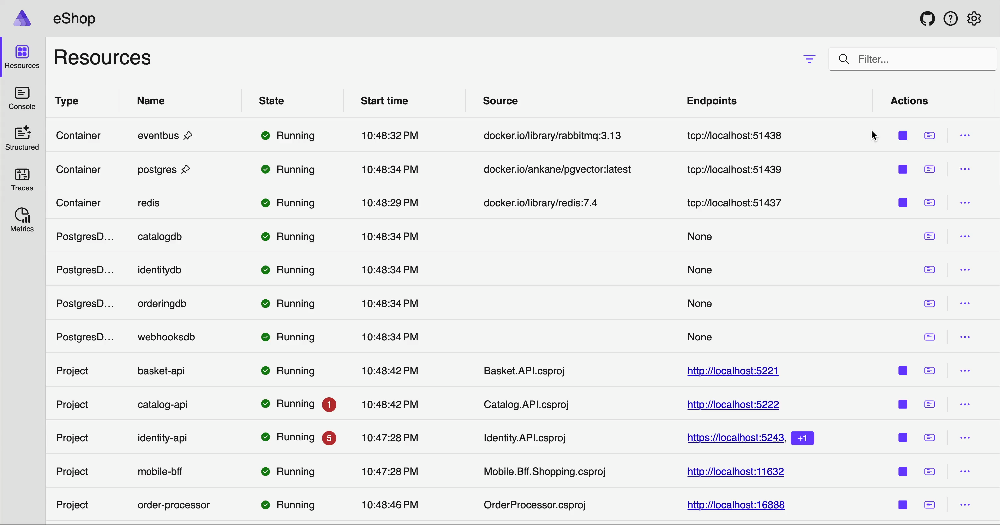 eShop
Resources
Console
Structured
Traces
Metrics
Resources
Filter...
Type Name State Start time Source Endpoints Actions
Container eventbus Running 10:48:32 PM docker.io/library/rabbitmq:3.13 tcp://localhost:51438
Container postgres Running 10:48:34 PM docker.io/ankane/pgvector:latest tcp://localhost:51439
Container redis Running 10:48:29 PM docker.io/library/redis:7.4 tcp://localhost:51437
PostgresD... catalogdb Running 10:48:34 PM None
PostgresD... identitydb Running 10:48:34 PM None
PostgresD... orderingdb Running 10:48:34 PM None
PostgresD... webhooksdb Running 10:48:34 PM None
Project basket-api Running 10:48:42 PM Basket.API.csproj http://localhost:5221
Project catalog-api Running 1 10:48:42 PM Catalog.API.csproj http://localhost:5222
Project identity-api Running 5 10:47:28 PM Identity.API.csproj https://localhost:5243, +1
Project mobile-bff Running 10:47:28 PM Mobile.Bff.Shopping.csproj http://localhost:11632
Project order-processor Running 10:48:46 PM OrderProcessor.csproj http://localhost:16888